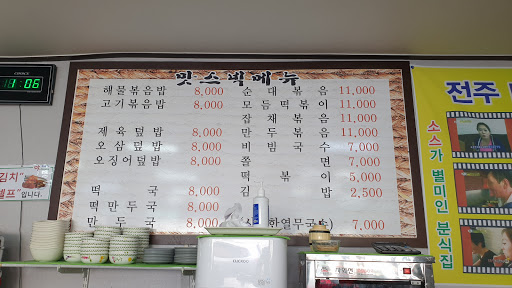 맛스벅메뉴
해물볶음밥 8,000
고기볶음밥 8,000
제육덮밥 8,000
오삼덮밥 8,000
오징어덮밥 8,000
떡국 8,000
떡만두국 8,000
만두국 8,000
순대볶음 11,000
모듬떡볶이 11,000
잡채볶음 11,000
만두볶음 11,000
비빔국수 7,000
쫄면 7,000
떡볶이 5,000
김밥 2,500
7,000
1:06
김치"
셀프"
전주
소스가 별미인 분식집
CUCKOO